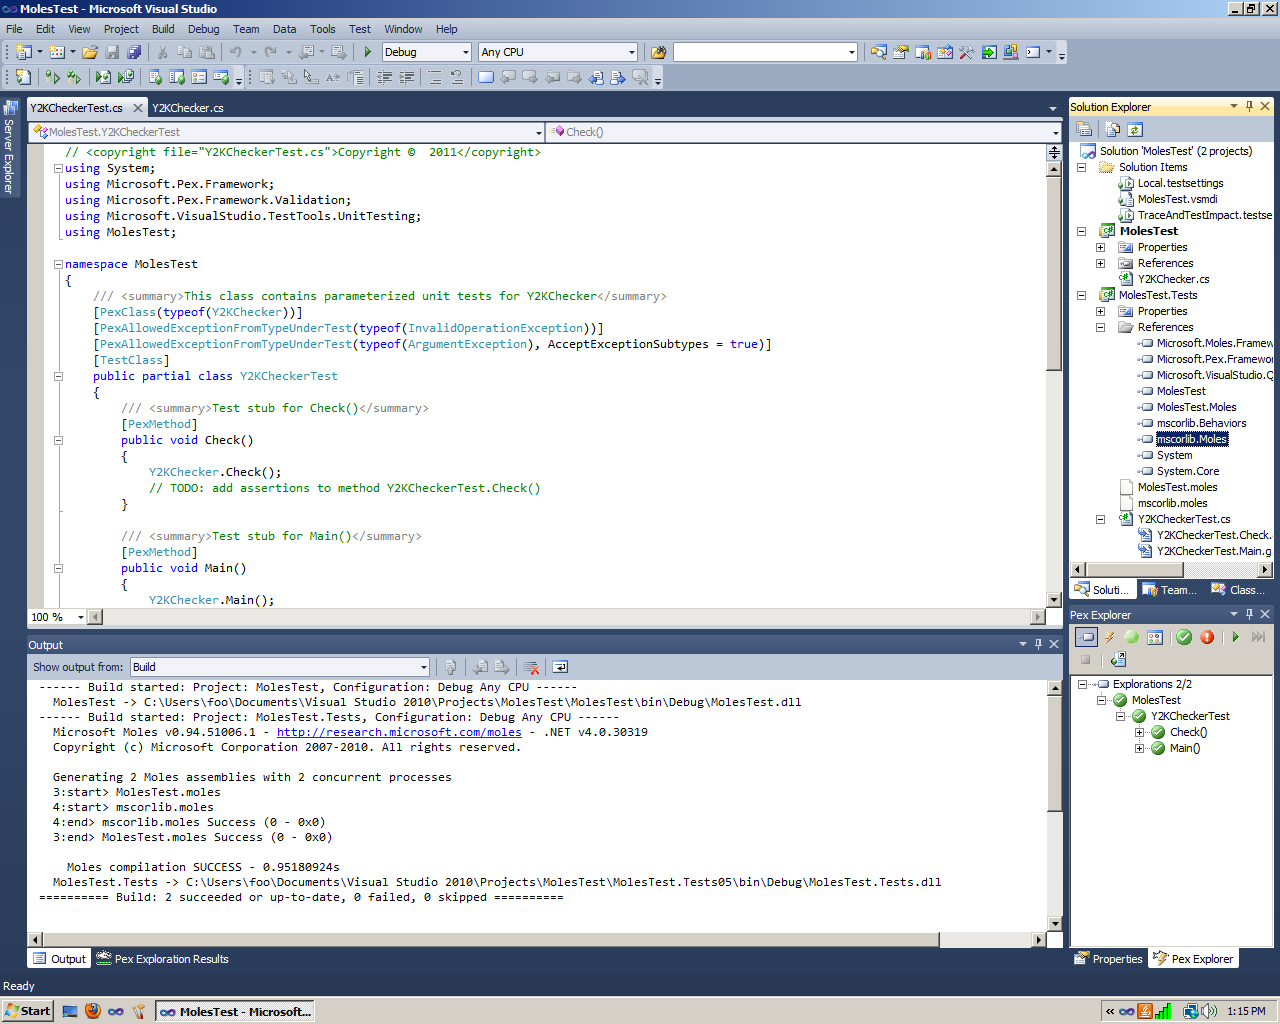 MolesTest - Microsoft Visual Studio
File Edit View Project Build Debug Team Data Tools Test Window Help
Debug Any CPU
Server Explorer
Y2KCheckerTest.cs Y2KChecker.cs
MolesTest.Y2KCheckerTest Check()
// <copyright file="Y2KCheckerTest.cs">Copyright ©  2011</copyright>
using System;
using Microsoft.Pex.Framework;
using Microsoft.Pex.Framework.Validation;
using Microsoft.VisualStudio.TestTools.UnitTesting;
using MolesTest;
namespace MolesTest
{
/// <summary>This class contains parameterized unit tests for Y2KChecker</summary>
[PexClass(typeof(Y2KChecker))]
[PexAllowedExceptionFromTypeUnderTest(typeof(InvalidOperationException))]
[PexAllowedExceptionFromTypeUnderTest(typeof(ArgumentException), AcceptExceptionSubtypes = true)]
[TestClass]
public partial class Y2KCheckerTest
{
/// <summary>Test stub for Check()</summary>
[PexMethod]
public void Check()
{
Y2KChecker.Check();
// TODO: add assertions to method Y2KCheckerTest.Check()
}
/// <summary>Test stub for Main()</summary>
[PexMethod]
public void Main()
{
Y2KChecker.Main();
100 %
Output
Show output from: Build
------ Build started: Project: MolesTest, Configuration: Debug Any CPU ------
MolesTest -> C:\Users\foo\Documents\Visual Studio 2010\Projects\MolesTest\MolesTest\bin\Debug\MolesTest.dll
------ Build started: Project: MolesTest.Tests, Configuration: Debug Any CPU ------
Microsoft Moles v0.94.51006.1 - http://research.microsoft.com/moles - .NET v4.0.30319
Copyright (c) Microsoft Corporation 2007-2010. All rights reserved.
Generating 2 Moles assemblies with 2 concurrent processes
3:start> MolesTest.moles
4:start> mscorlib.moles
4:end> mscorlib.moles Success (0 - 0x0)
3:end> MolesTest.moles Success (0 - 0x0)
Moles compilation SUCCESS - 0.95180924s
MolesTest.Tests -> C:\Users\foo\Documents\Visual Studio 2010\Projects\MolesTest\MolesTest.Tests05\bin\Debug\MolesTest.Tests.dll
========== Build: 2 succeeded or up-to-date, 0 failed, 0 skipped ==========
Output Pex Exploration Results
Solution Explorer
Solution 'MolesTest' (2 projects)
Solution Items
Local.testsettings
MolesTest.vsmdi
TraceAndTestImpact.testse
MolesTest
Properties
References
Y2KChecker.cs
MolesTest.Tests
Properties
References
Microsoft.Moles.Framew
Microsoft.Pex.Framewo
Microsoft.VisualStudio.Q
MolesTest
MolesTest.Moles
mscorlib.Behaviors
mscorlib.Moles
System
System.Core
MolesTest.moles
mscorlib.moles
Y2KCheckerTest.cs
Y2KCheckerTest.Check.
Y2KCheckerTest.Main.g
Soluti... Team... Class...
Pex Explorer
Explorations 2/2
MolesTest
Y2KCheckerTest
Check()
Main()
Properties Pex Explorer
Ready
Start MolesTest - Microsoft... 1:15 PM